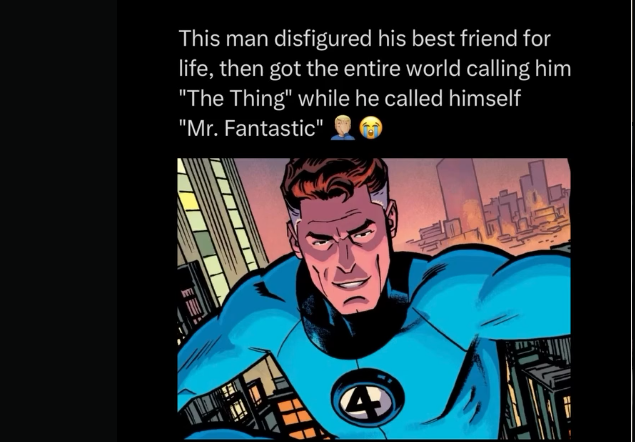 This man disfigured his best friend for
life, then got the entire world calling him
"The Thing" while he called himself
"Mr. Fantastic" 🤦🏼‍♂️😭
4